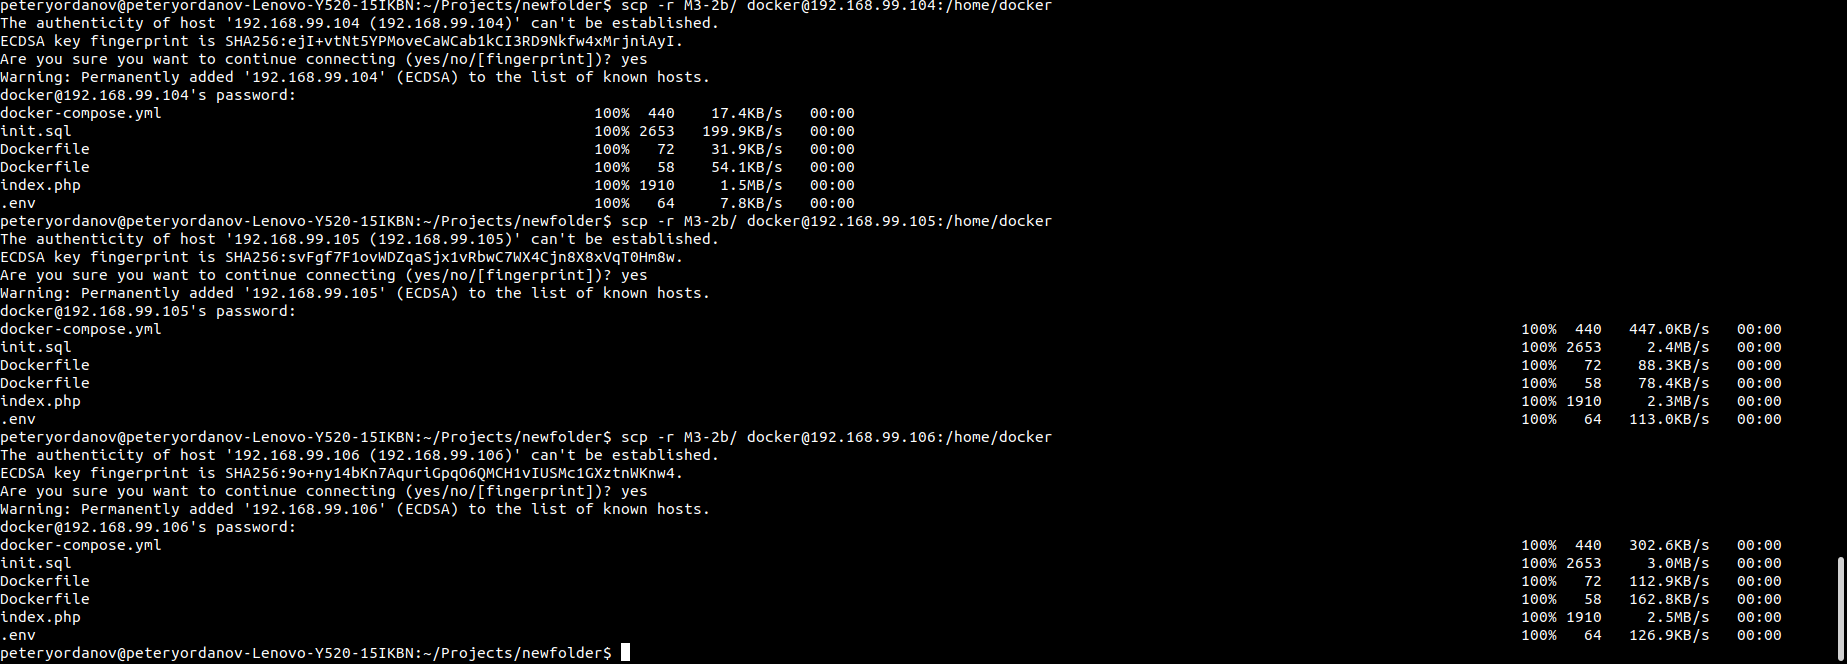 peteryordanov@peteryordanov-Lenovo-Y520-15IKBN:~/Projects/newfolder$ scp -r M3-2b/ docker@192.168.99.104:/home/docker
The authenticity of host '192.168.99.104 (192.168.99.104)' can't be established.
ECDSA key fingerprint is SHA256:ejI+vtNt5YPMoveCaWCab1kCI3RD9Nkfw4xMrjniAyI.
Are you sure you want to continue connecting (yes/no/[fingerprint])? yes
Warning: Permanently added '192.168.99.104' (ECDSA) to the list of known hosts.
docker@192.168.99.104's password:
docker-compose.yml 100% 440 17.4KB/s 00:00
init.sql 100% 2653 199.9KB/s 00:00
Dockerfile 100% 72 31.9KB/s 00:00
Dockerfile 100% 58 54.1KB/s 00:00
index.php 100% 1910 1.5MB/s 00:00
.env 100% 64 7.8KB/s 00:00
peteryordanov@peteryordanov-Lenovo-Y520-15IKBN:~/Projects/newfolder$ scp -r M3-2b/ docker@192.168.99.105:/home/docker
The authenticity of host '192.168.99.105 (192.168.99.105)' can't be established.
ECDSA key fingerprint is SHA256:svFgf7F1ovWDZqaSjx1vRbwC7WX4Cjn8X8xVqT0Hm8w.
Are you sure you want to continue connecting (yes/no/[fingerprint])? yes
Warning: Permanently added '192.168.99.105' (ECDSA) to the list of known hosts.
docker@192.168.99.105's password:
docker-compose.yml 100% 440 447.0KB/s 00:00
init.sql 100% 2653 2.4MB/s 00:00
Dockerfile 100% 72 88.3KB/s 00:00
Dockerfile 100% 58 78.4KB/s 00:00
index.php 100% 1910 2.3MB/s 00:00
.env 100% 64 113.0KB/s 00:00
peteryordanov@peteryordanov-Lenovo-Y520-15IKBN:~/Projects/newfolder$ scp -r M3-2b/ docker@192.168.99.106:/home/docker
The authenticity of host '192.168.99.106 (192.168.99.106)' can't be established.
ECDSA key fingerprint is SHA256:9o+ny14bKn7AquriGpqO6QMCH1vIUSMc1GXztnWKnw4.
Are you sure you want to continue connecting (yes/no/[fingerprint])? yes
Warning: Permanently added '192.168.99.106' (ECDSA) to the list of known hosts.
docker@192.168.99.106's password:
docker-compose.yml 100% 440 302.6KB/s 00:00
init.sql 100% 2653 3.0MB/s 00:00
Dockerfile 100% 72 112.9KB/s 00:00
Dockerfile 100% 58 162.8KB/s 00:00
index.php 100% 1910 2.5MB/s 00:00
.env 100% 64 126.9KB/s 00:00
peteryordanov@peteryordanov-Lenovo-Y520-15IKBN:~/Projects/newfolder$